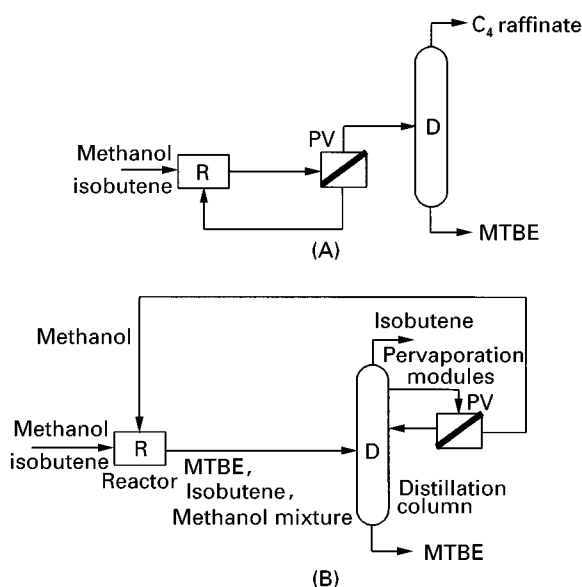 C₄ raffinate
D
PV
Methanol
isobutene
R
MTBE
(A)
Isobutene
Methanol
Pervaporation
modules
PV
Methanol
isobutene
R
Reactor
D
MTBE,
Isobutene,
Methanol mixture
Distillation
column
MTBE
(B)